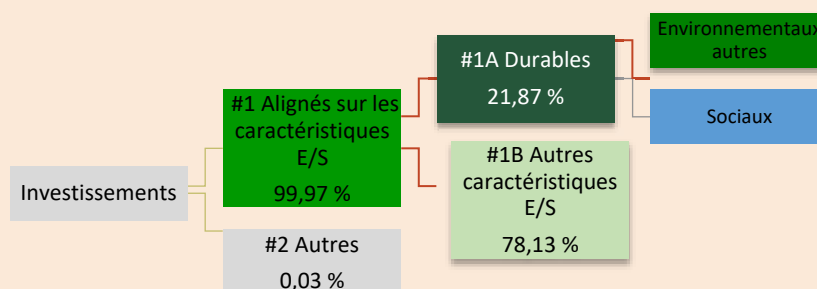 Investissements
#1 Alignés sur les
caractéristiques
E/S
99,97 %
#2 Autres
0,03 %
#1A Durables
21,87 %
#1B Autres
caractéristiques
E/S
78,13 %
Environnementaux
autres
Sociaux